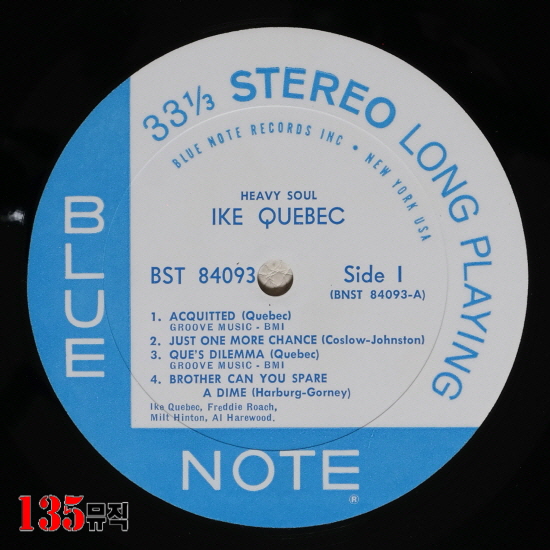 33 1/3 STEREO LONG PLAYING
BLUE NOTE RECORDS INC • NEW YORK USA
HEAVY SOUL
IKE QUEBEC
BST 84093 Side 1
(BNST 84093-A)
1. ACQUITTED (Quebec)
GROOVE MUSIC - BMI
2. JUST ONE MORE CHANCE (Coslow-Johnston)
3. QUE'S DILEMMA (Quebec)
GROOVE MUSIC - BMI
4. BROTHER CAN YOU SPARE
A DIME (Harburg-Gorney)
Ike Quebec, Freddie Roach,
Milt Hinton, Al Harewood.
BLUE
NOTE ®
135뮤직